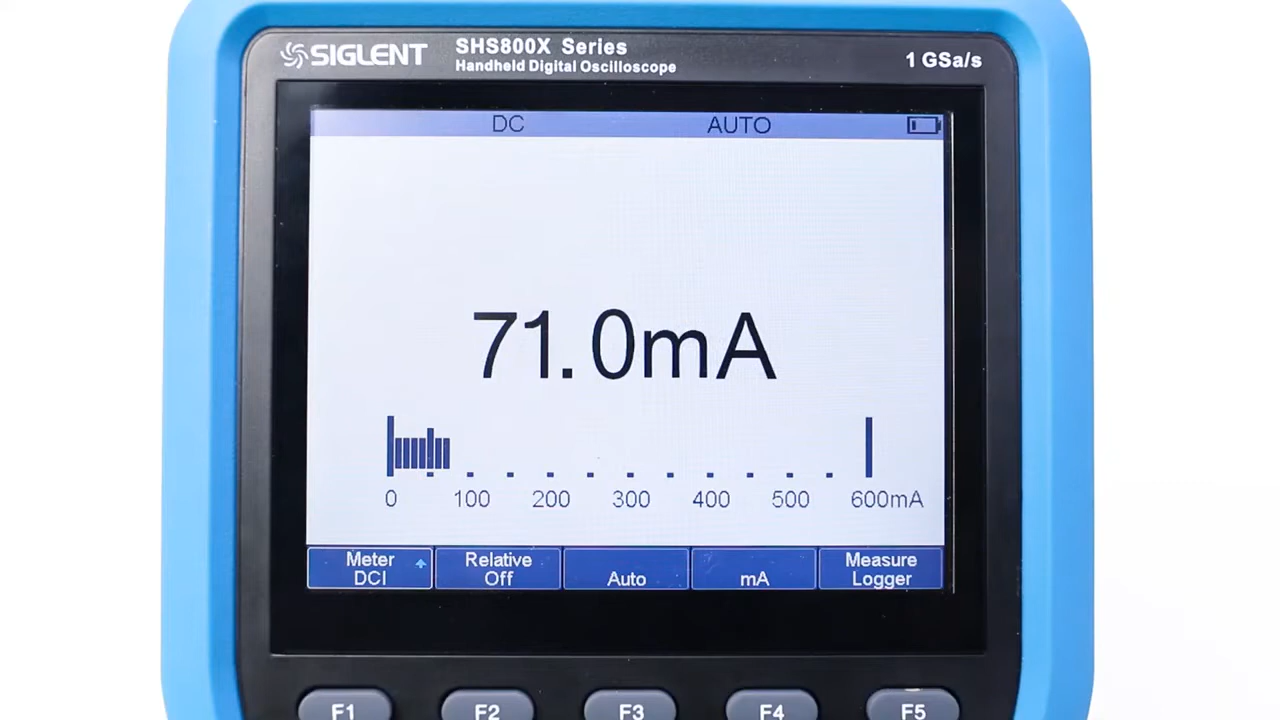 SIGLENT
SHS800X Series
Handheld Digital Oscilloscope
1 GSa/s
DC
AUTO
71.0mA
0 100 200 300 400 500 600mA
Meter
DCI
Relative
Off
Auto
mA
Measure
Logger
F1 F2 F3 F4 F5